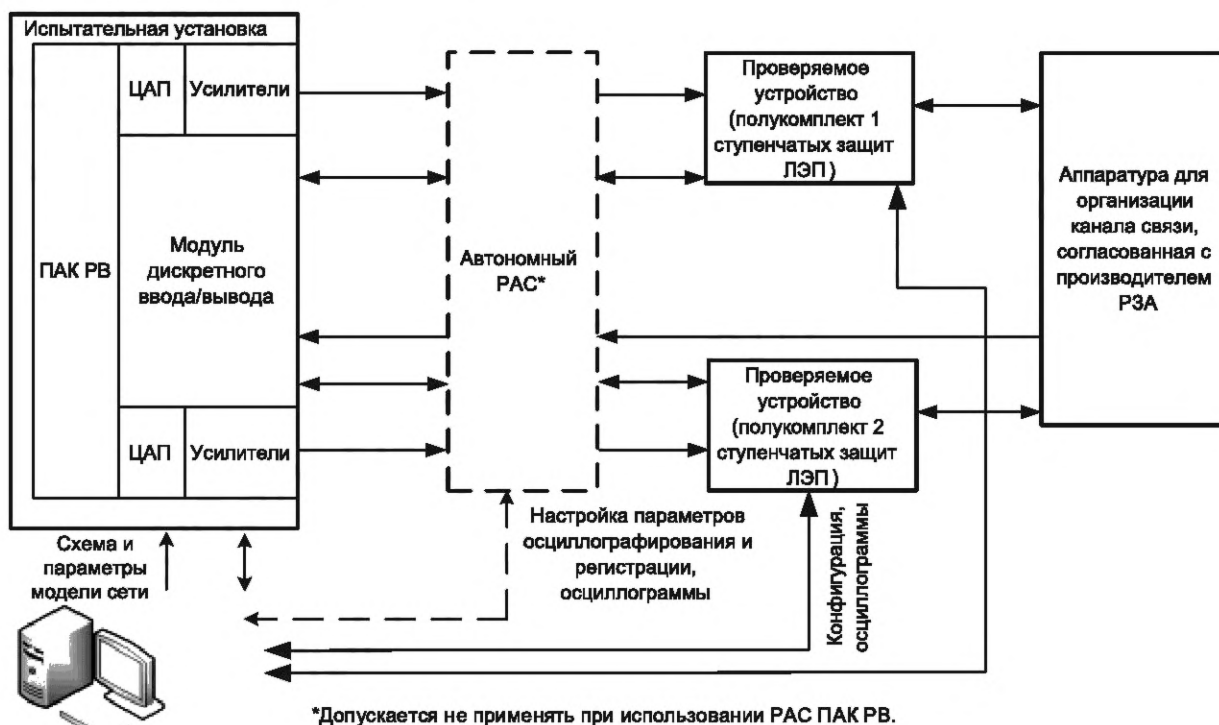 Испытательная установка
ПАК РВ
ЦАП
Усилители
Модуль
дискретного
ввода/вывода
ЦАП
Усилители
Автономный
РАС*
Проверяемое
устройство
(полукомплект 1
ступенчатых защит
ЛЭП )
Аппаратура для
организации
канала связи,
согласованная с
производителем
РЗА
Проверяемое
устройство
(полукомплект 2
ступенчатых защит
ЛЭП )
Схема и
параметры
модели сети
Настройка параметров
осциллографирования и
регистрации,
осциллограммы
Конфигурация,
осциллограммы
*Допускается не применять при использовании РАС ПАК РВ.